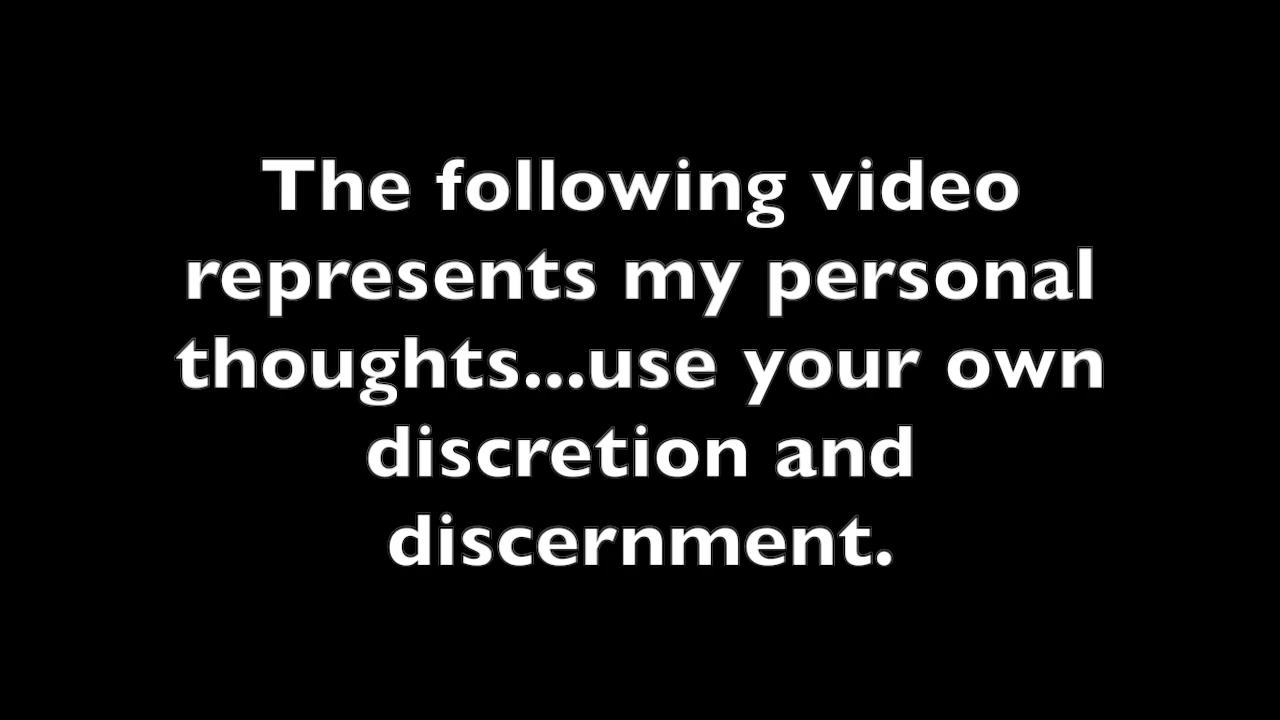 The following video
represents my personal
thoughts...use your own
discretion and
discernment.